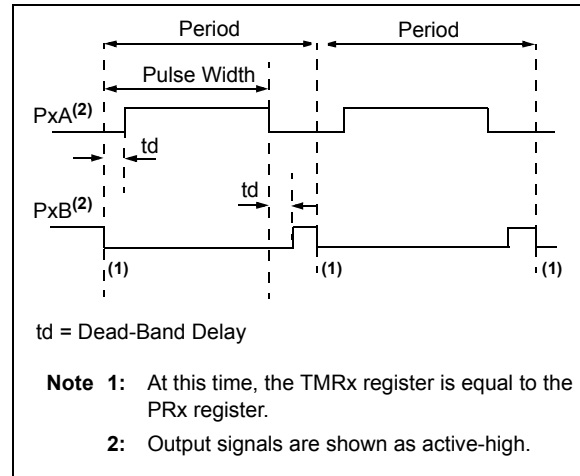 Period Period
Pulse Width
PxA(2)
td
td
PxB(2)
(1) (1) (1)
td = Dead-Band Delay
Note 1: At this time, the TMRx register is equal to the
PRx register.
2: Output signals are shown as active-high.